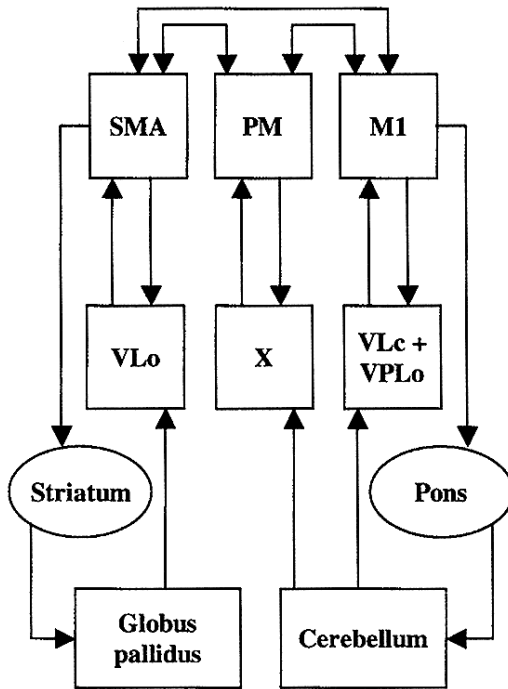 SMA
PM
M1
VLo
X
VLc +
VPLo
Striatum
Pons
Globus
pallidus
Cerebellum